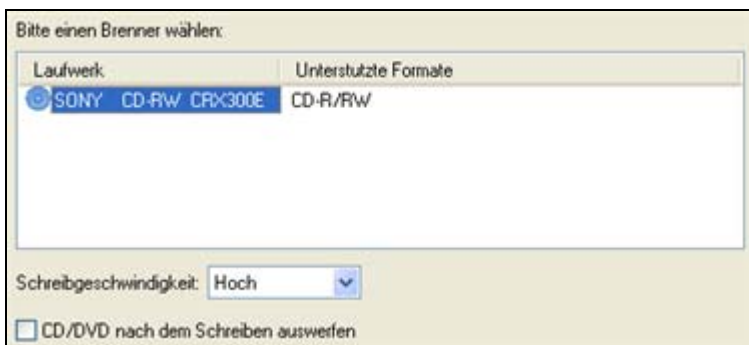 Bitte einen Brenner wählen:
Laufwerk Unterstutzte Formate
SONY CD-RW CRX300E CD-R/RW
Schreibgeschwindigkeit: Hoch
CD/DVD nach dem Schreiben auswerfen